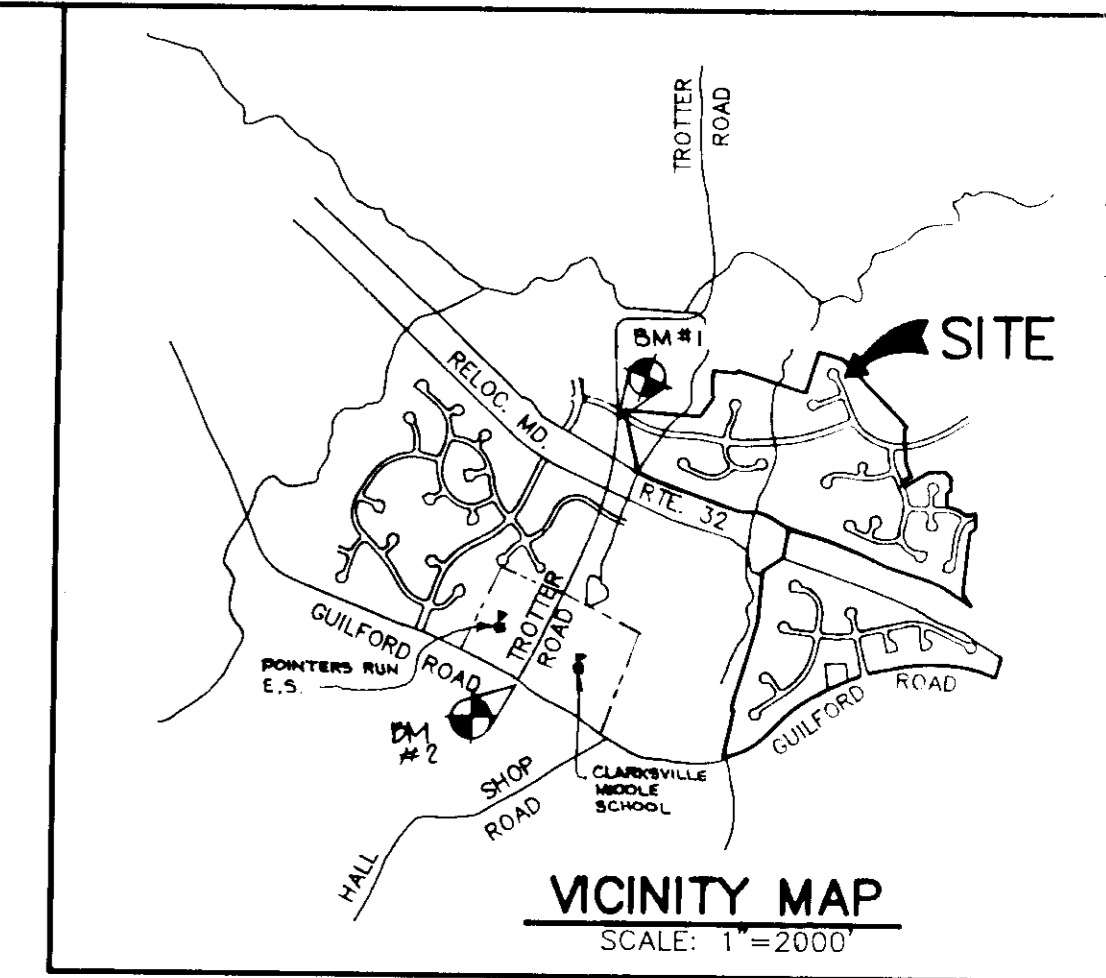 TROTTER
ROAD
BM #1
SITE
RELOC. MD.
RTE. 32
TROTTER
ROAD
GUILFORD ROAD
POINTERS RUN
E.S.
BM
#2
GUILFORD ROAD
SHOP
ROAD
HALL
CLARKSVILLE
MIDDLE
SCHOOL
VICINITY MAP
SCALE: 1"=2000'